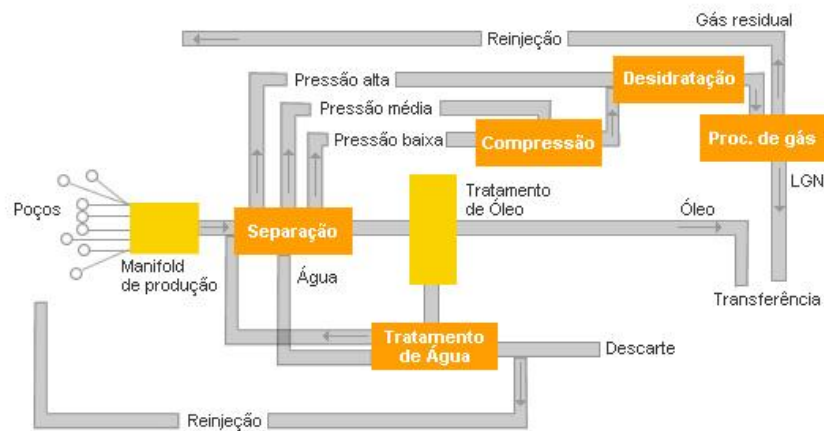 Gás residual
Reinjeção
Pressão alta
Desidratação
Pressão média
Pressão baixa
Compressão
Proc. de gás
LGN
Poços
Tratamento
de Óleo
Óleo
Separação
Manifold
de produção
Água
Transferência
Tratamento
de Água
Descarte
Reinjeção